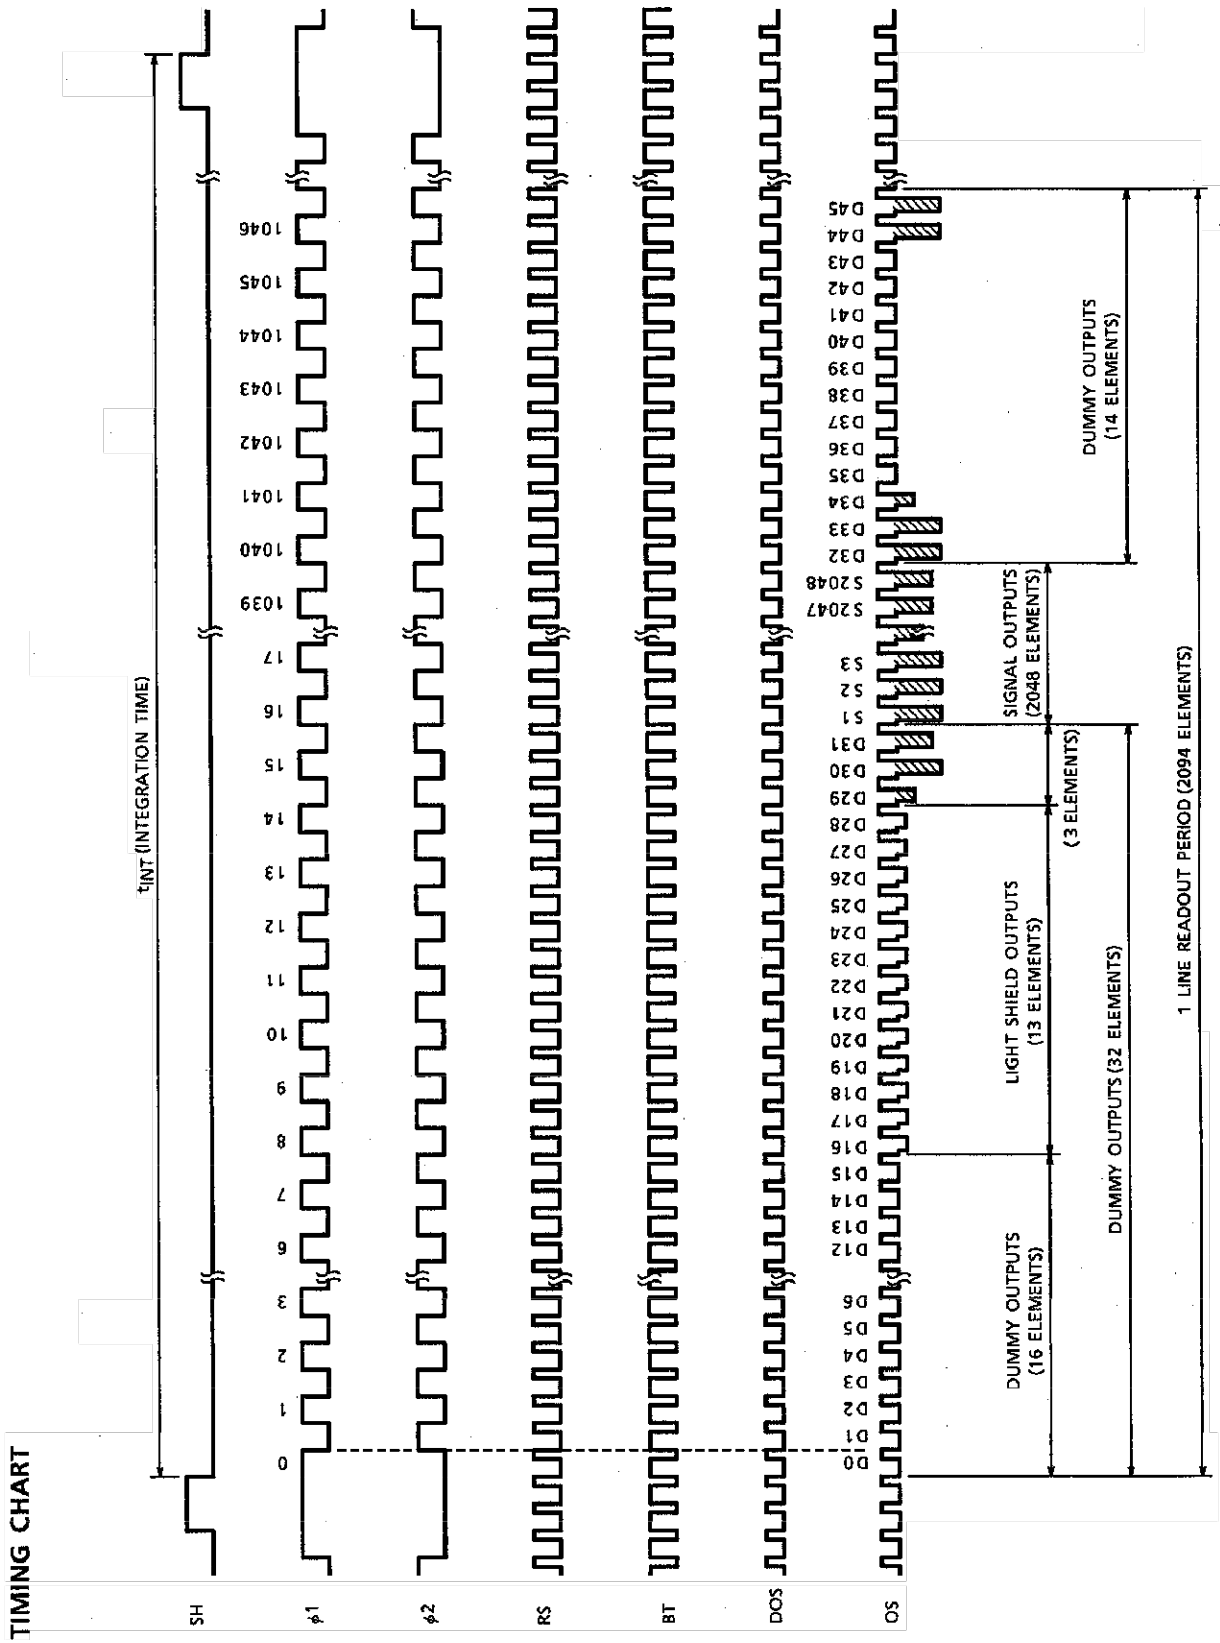 TIMING CHART
tINT (INTEGRATION TIME)
SH
0 1 2 3 6 7 8 9 10 11 12 13 14 15 16 17 1039 1040 1041 1042 1043 1044 1045 1046
φ1
φ2
RS
BT
DOS
D0 D1 D2 D3 D4 D5 D6 D12 D13 D14 D15 D16 D17 D18 D19 D20 D21 D22 D23 D24 D25 D26 D27 D28 D29 D30 D31 S1 S2 S3 S2047 S2048 D32 D33 D34 D35 D36 D37 D38 D39 D40 D41 D42 D43 D44 D45
OS
DUMMY OUTPUTS
(16 ELEMENTS)
LIGHT SHIELD OUTPUTS
(13 ELEMENTS)
(3 ELEMENTS)
SIGNAL OUTPUTS
(2048 ELEMENTS)
DUMMY OUTPUTS
(14 ELEMENTS)
DUMMY OUTPUTS (32 ELEMENTS)
1 LINE READOUT PERIOD (2094 ELEMENTS)